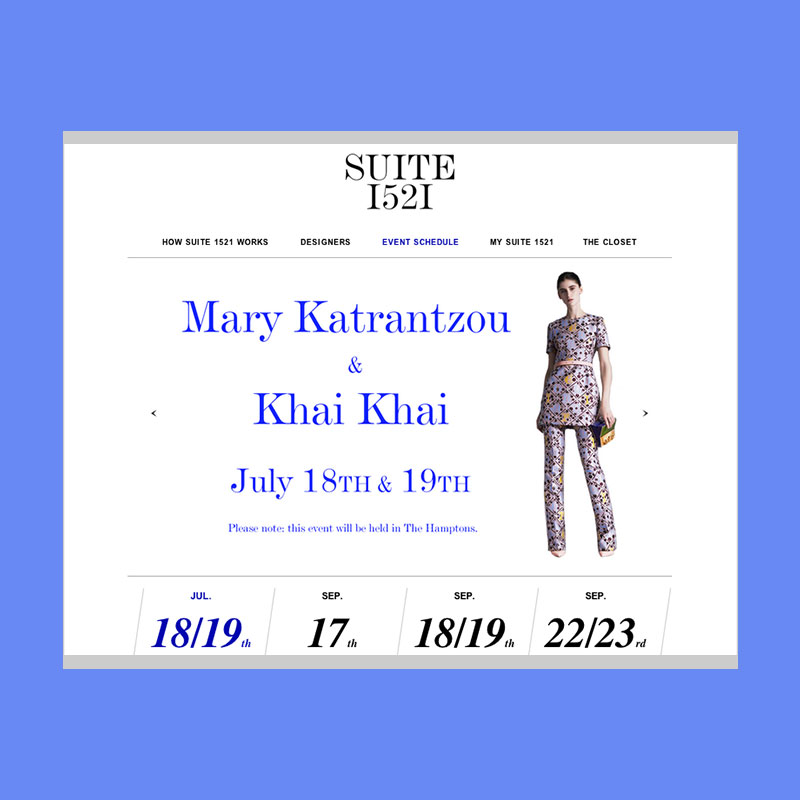 SUITE
1521
HOW SUITE 1521 WORKS DESIGNERS EVENT SCHEDULE MY SUITE 1521 THE CLOSET
Mary Katrantzou
&
Khai Khai
July 18TH & 19TH
Please note: this event will be held in The Hamptons.
JUL. SEP. SEP. SEP.
18/19th 17th 18/19th 22/23rd